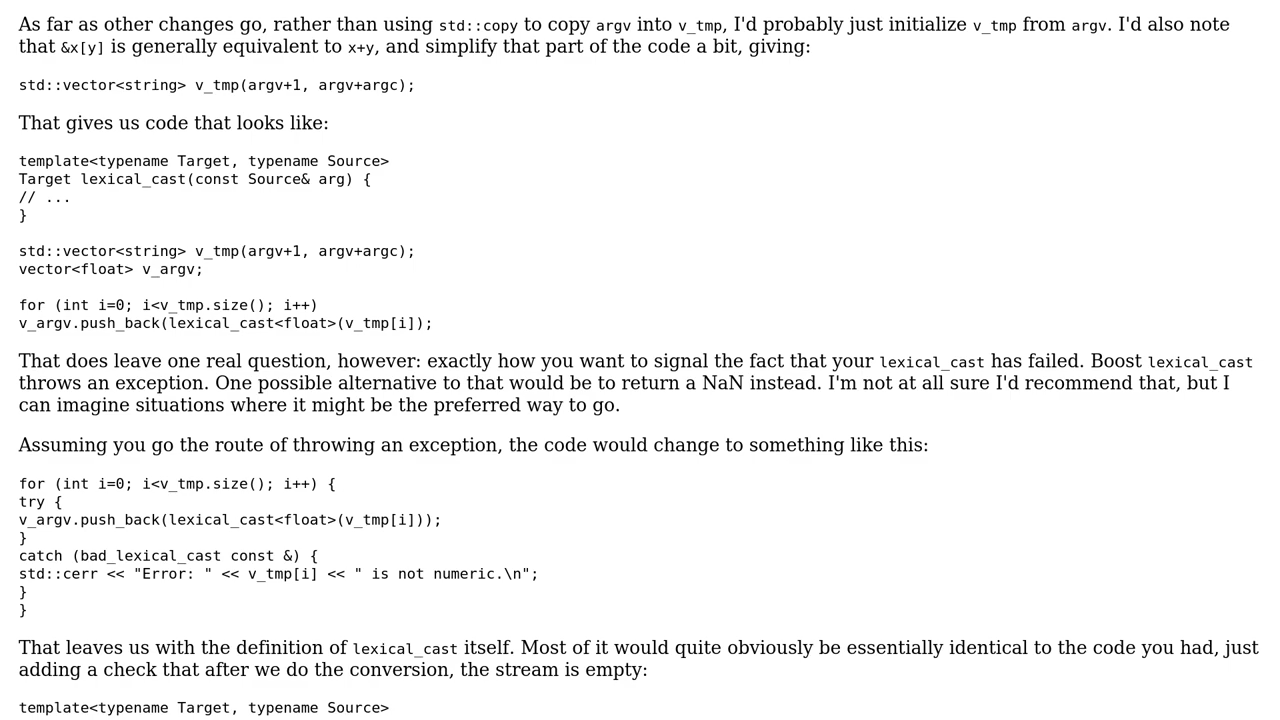 As far as other changes go, rather than using std::copy to copy argv into v_tmp, I'd probably just initialize v_tmp from argv. I'd also note
that &x[y] is generally equivalent to x+y, and simplify that part of the code a bit, giving:
std::vector<string> v_tmp(argv+1, argv+argc);
That gives us code that looks like:
template<typename Target, typename Source>
Target lexical_cast(const Source& arg) {
// ...
}
std::vector<string> v_tmp(argv+1, argv+argc);
vector<float> v_argv;
for (int i=0; i<v_tmp.size(); i++)
v_argv.push_back(lexical_cast<float>(v_tmp[i]);
That does leave one real question, however: exactly how you want to signal the fact that your lexical_cast has failed. Boost lexical_cast
throws an exception. One possible alternative to that would be to return a NaN instead. I'm not at all sure I'd recommend that, but I
can imagine situations where it might be the preferred way to go.
Assuming you go the route of throwing an exception, the code would change to something like this:
for (int i=0; i<v_tmp.size(); i++) {
try {
v_argv.push_back(lexical_cast<float>(v_tmp[i]));
}
catch (bad_lexical_cast const &) {
std::cerr << "Error: " << v_tmp[i] << " is not numeric.\n";
}
}
That leaves us with the definition of lexical_cast itself. Most of it would quite obviously be essentially identical to the code you had, just
adding a check that after we do the conversion, the stream is empty:
template<typename Target, typename Source>